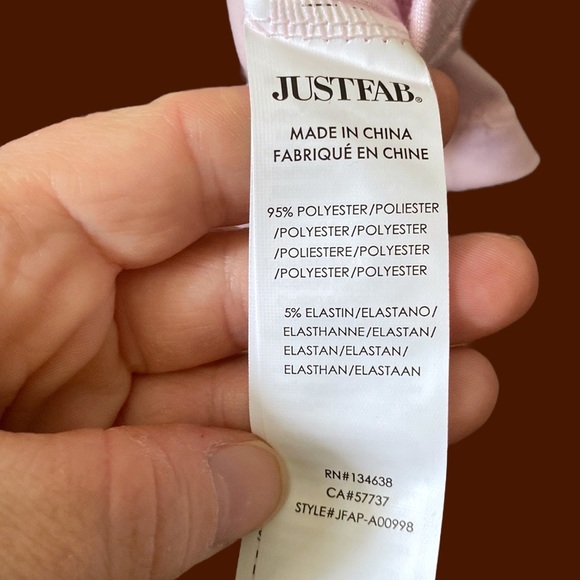 JUSTFAB®
MADE IN CHINA
FABRIQUÉ EN CHINE
95% POLYESTER/POLIESTER
/POLYESTER/POLYESTER
/POLIESTERE/POLYESTER
/POLYESTER/POLYESTER
5% ELASTIN/ELASTANO/
ELASTHANNE/ELASTAN/
ELASTAN/ELASTAN/
ELASTHAN/ELASTAAN
RN#134638
CA#57737
STYLE#JFAP-A00998